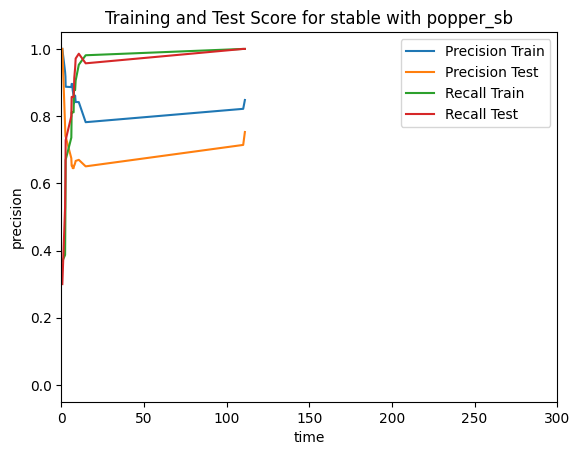 Training and Test Score for stable with popper_sb
Precision Train
Precision Test
Recall Train
Recall Test
precision
1.0
0.8
0.6
0.4
0.2
0.0
0 50 100 150 200 250 300
time